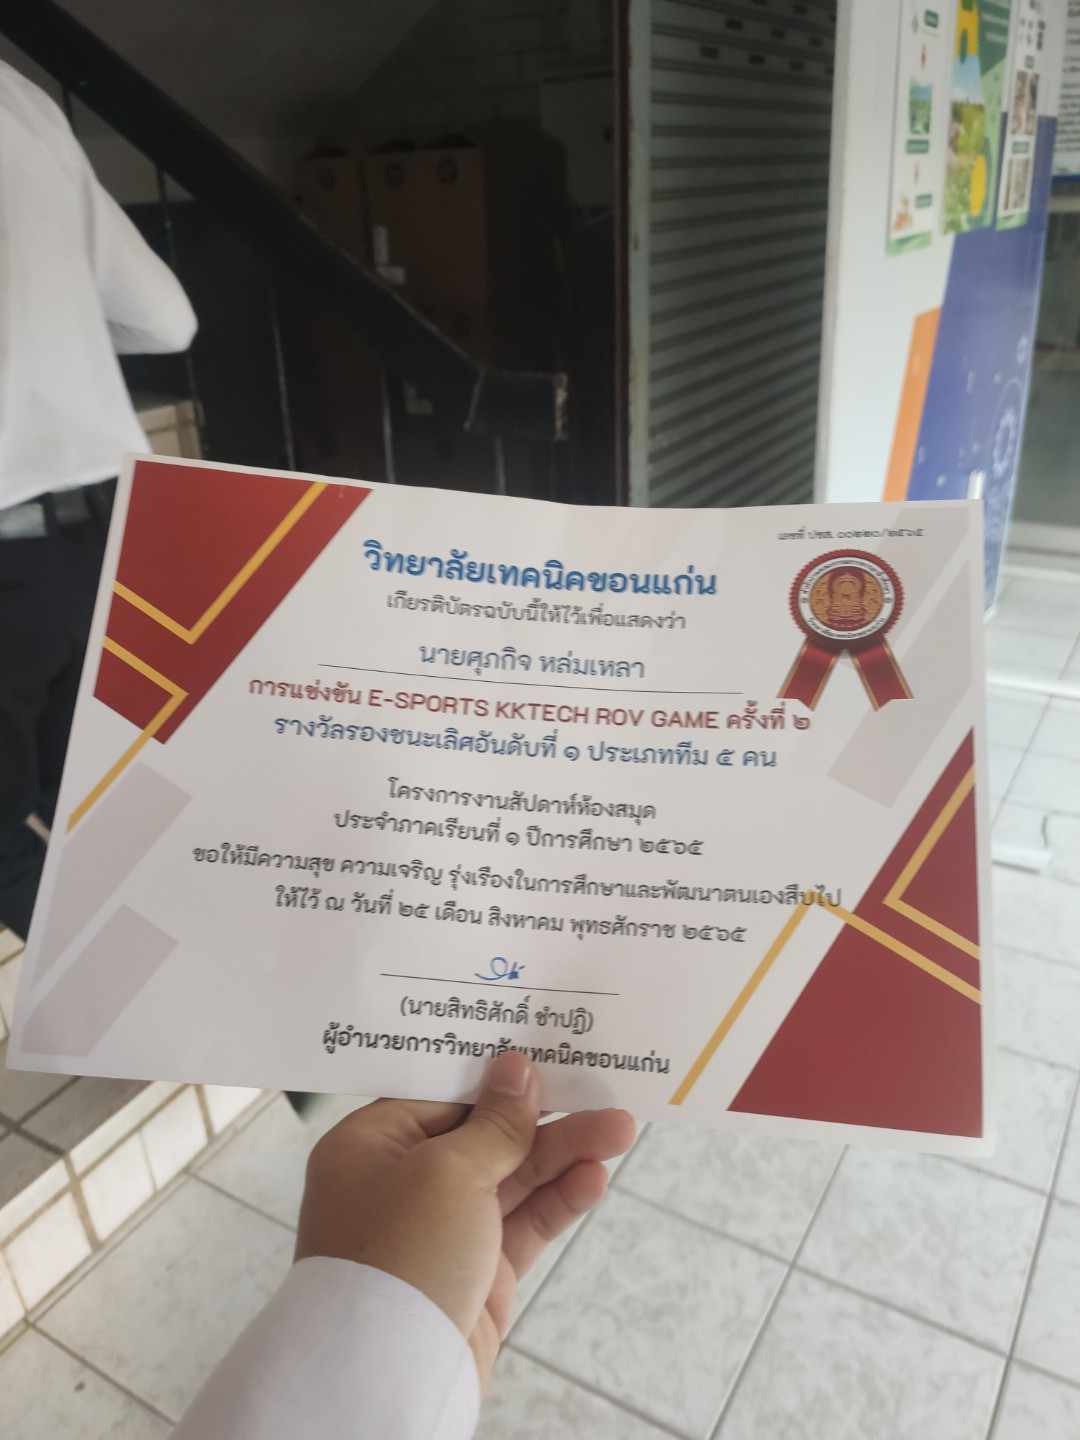 เลขที่ ปชส. ๐๐๒๒๐/๒๕๖๕
วิทยาลัยเทคนิคขอนแก่น
เกียรติบัตรฉบับนี้ให้ไว้เพื่อแสดงว่า
นายศุภกิจ หล่มเหลา
การแข่งขัน E-SPORTS KKTECH ROV GAME ครั้งที่ ๒
รางวัลรองชนะเลิศอันดับที่ ๑ ประเภททีม ๕ คน
โครงการงานสัปดาห์ห้องสมุด
ประจำภาคเรียนที่ ๑ ปีการศึกษา ๒๕๖๕
ขอให้มีความสุข ความเจริญ รุ่งเรืองในการศึกษาและพัฒนาตนเองสืบไป
ให้ไว้ ณ วันที่ ๒๕ เดือน สิงหาคม พุทธศักราช ๒๕๖๕
(นายสิทธิศักดิ์ ชำปฏิ)
ผู้อำนวยการวิทยาลัยเทคนิคขอนแก่น